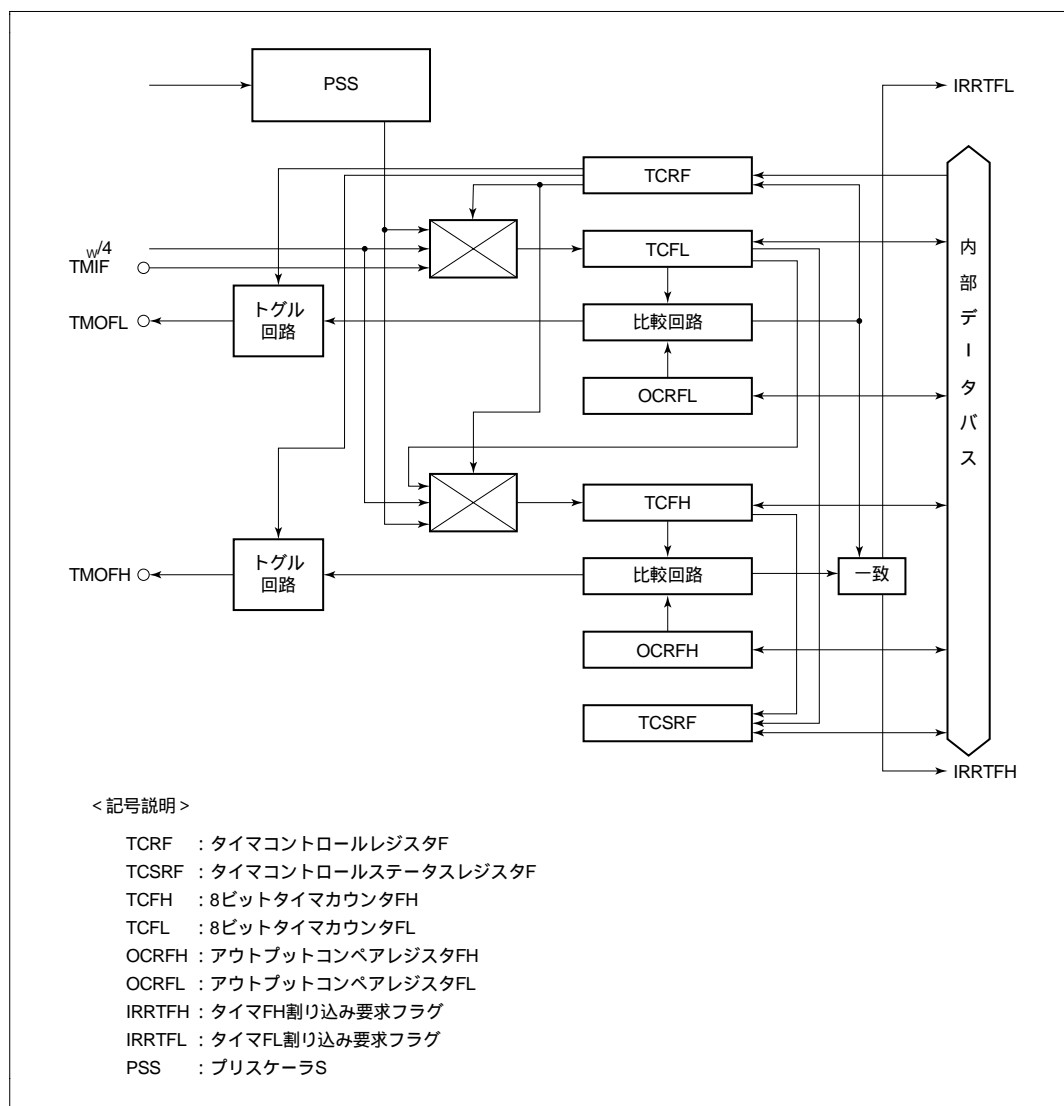 PSS
IRRTFL
TCRF
W/4
TMIF
TCFL
トグル
回路
TMOFL
比較回路
OCRFL
内部データバス
TCFH
トグル
回路
TMOFH
比較回路
一致
OCRFH
TCSRF
IRRTFH
<記号説明>
TCRF :タイマコントロールレジスタF
TCSRF :タイマコントロールステータスレジスタF
TCFH :8ビットタイマカウンタFH
TCFL :8ビットタイマカウンタFL
OCRFH :アウトプットコンペアレジスタFH
OCRFL :アウトプットコンペアレジスタFL
IRRTFH :タイマFH割り込み要求フラグ
IRRTFL :タイマFL割り込み要求フラグ
PSS :プリスケーラS